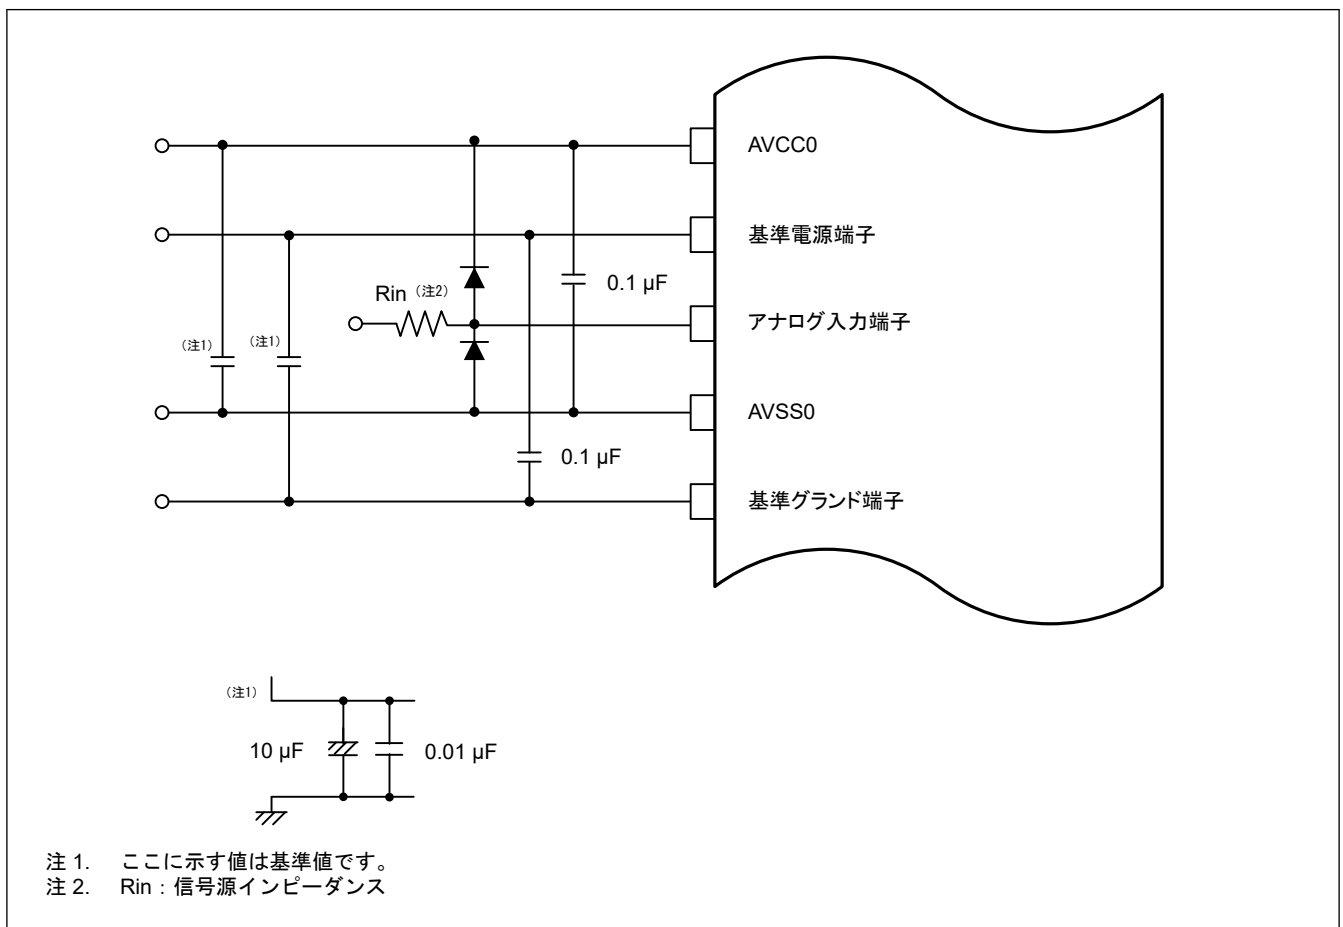 AVCC0
基準電源端子
0.1 µF
Rin（注2）
アナログ入力端子
（注1）
（注1）
AVSS0
0.1 µF
基準グランド端子
（注1）
10 µF
0.01 µF
注 1. ここに示す値は基準値です。
注 2. Rin：信号源インピーダンス